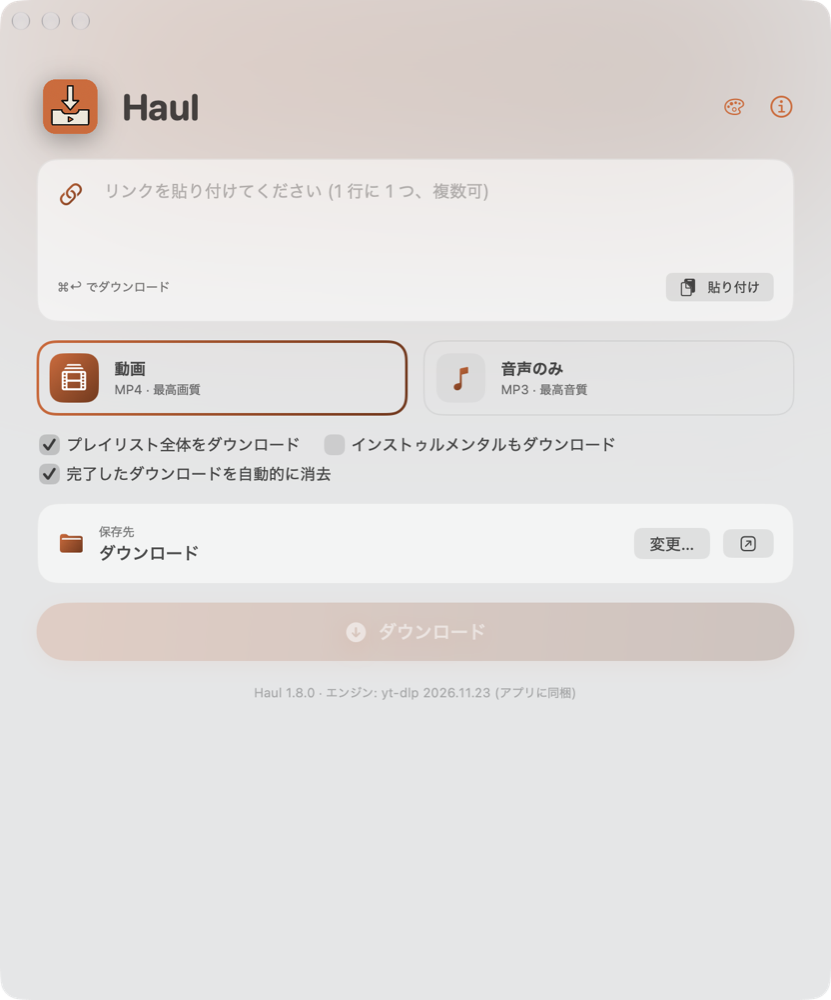 Haul
リンクを貼り付けてください (1 行に 1 つ、複数可)
⌘↩ でダウンロード
貼り付け
動画
MP4 · 最高画質
音声のみ
MP3 · 最高音質
プレイリスト全体をダウンロード
インストゥルメンタルもダウンロード
完了したダウンロードを自動的に消去
保存先
ダウンロード
変更...
ダウンロード
Haul 1.8.0 · エンジン: yt-dlp 2026.11.23 (アプリに同梱)